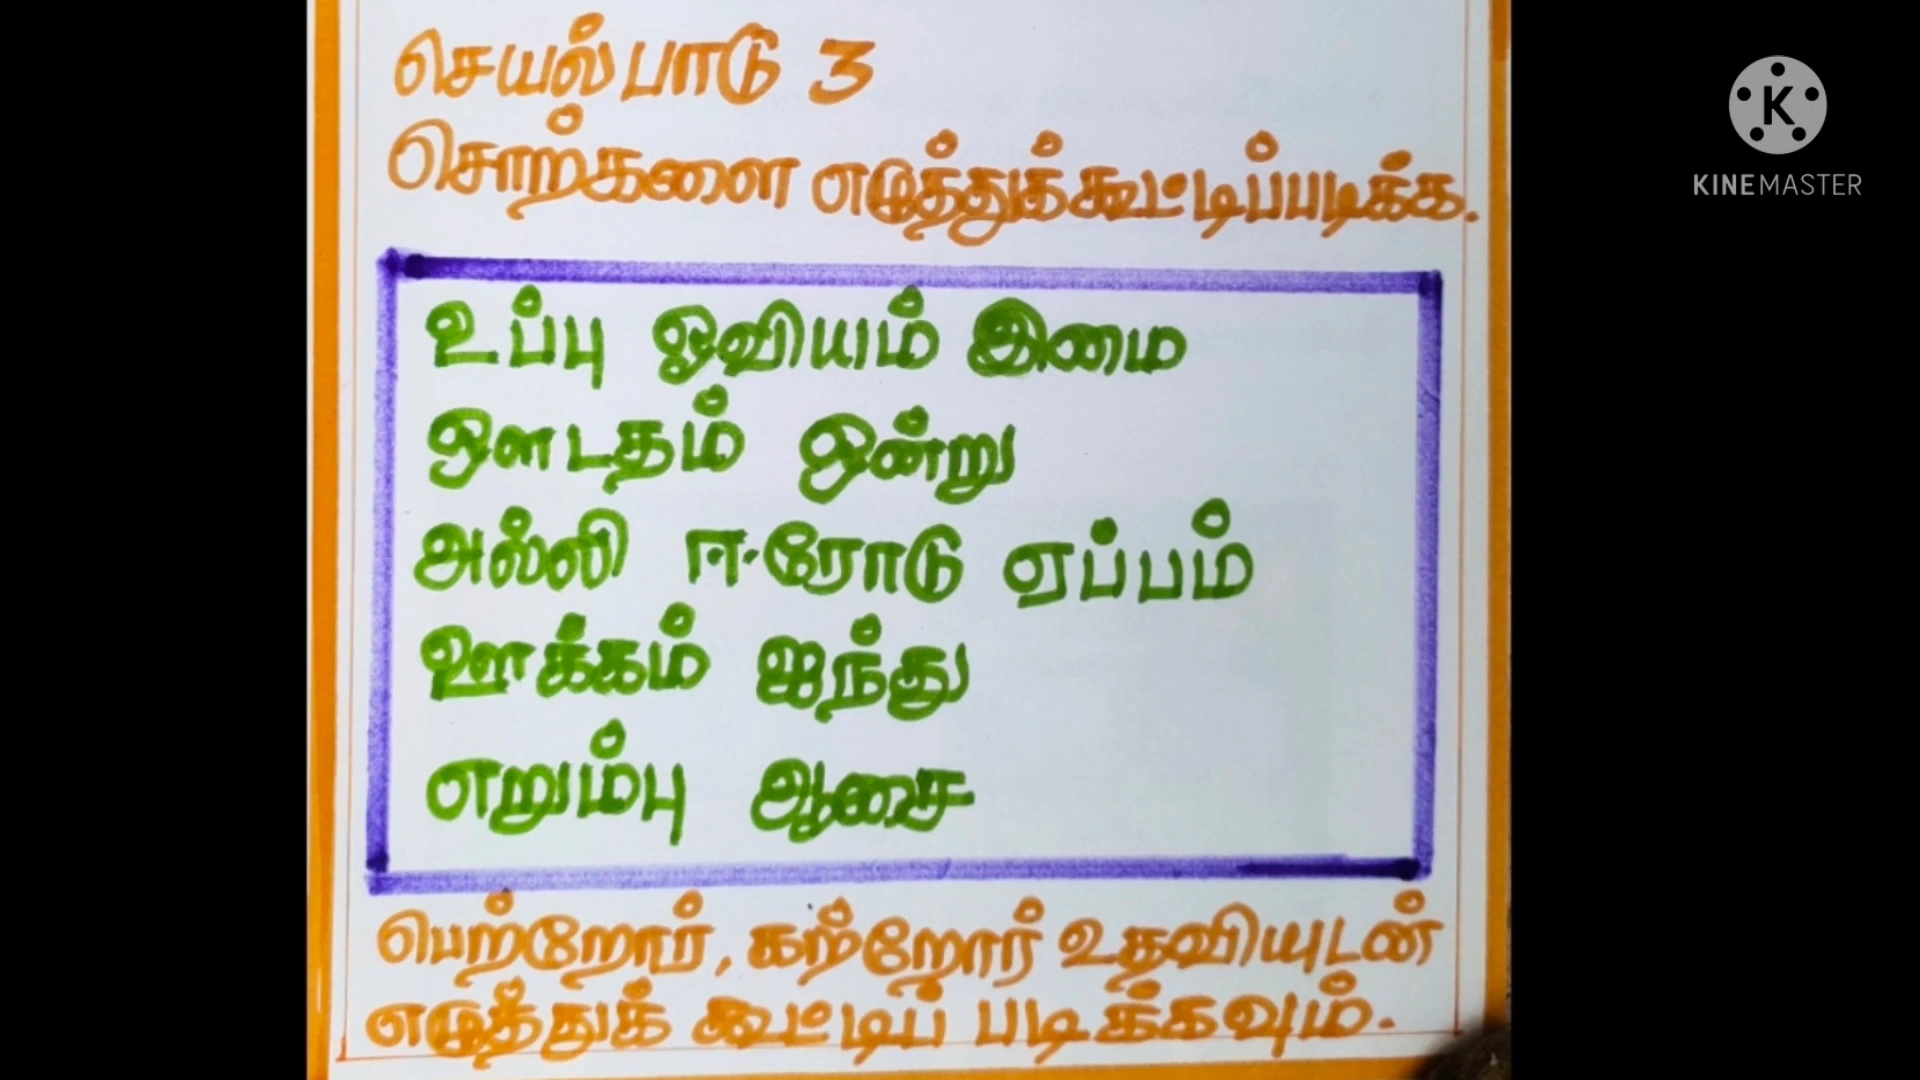 செயல்பாடு 3
சொற்களை எழுத்துக்கூட்டிப்படிக்க.
உப்பு ஓவியம் இமை
ஔடதம் ஒன்று
அல்லி ஈரோடு ஏப்பம்
ஊக்கம் ஐந்து
எறும்பு ஆசை
பெற்றோர், கற்றோர் உதவியுடன்
எழுத்துக் கூட்டிப் படிக்கவும்.
K
KINEMASTER